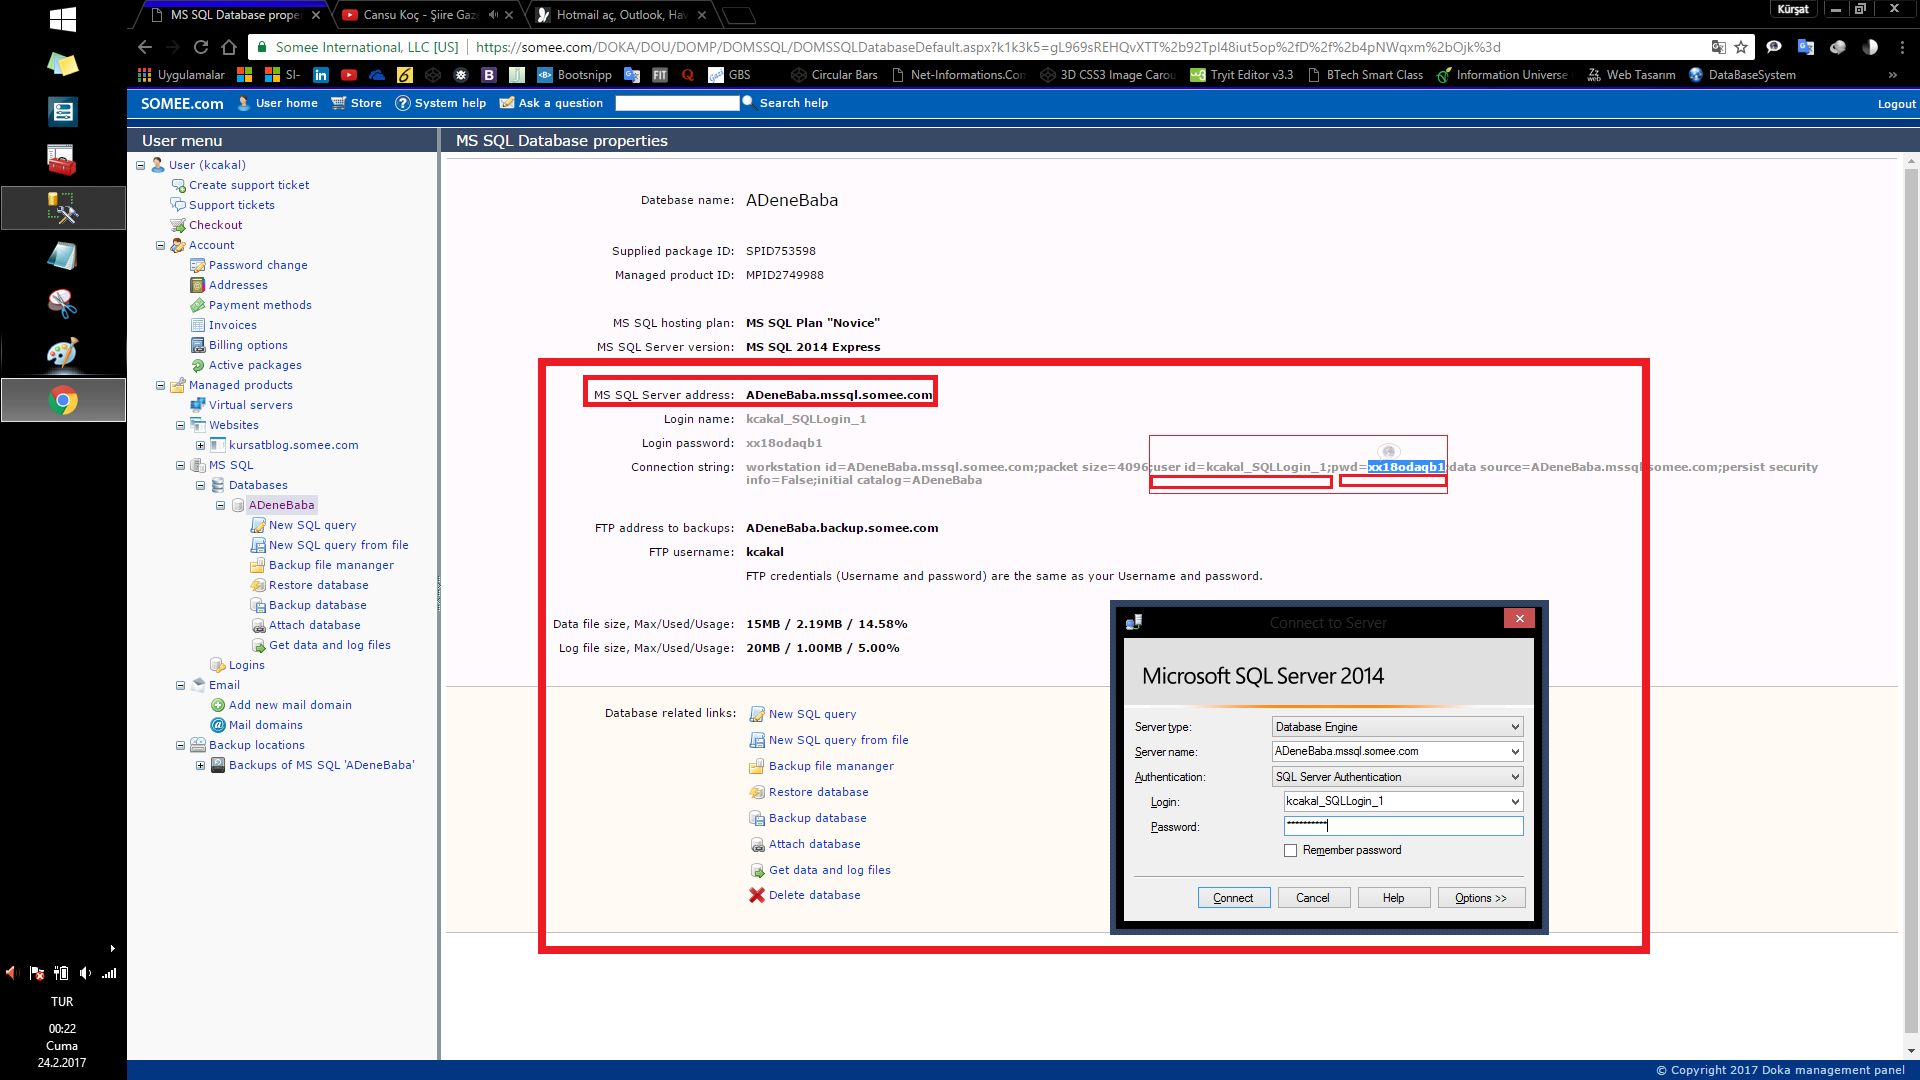 MS SQL Database proper
Cansu Koç - Şiire Gaz
Hotmail aç, Outlook, Hav
Kürşat
Somee International, LLC [US]
https://somee.com/DOKA/DOU/DOMP/DOMSSQL/DOMSSQLDatabaseDefault.aspx?k1k3k5=gL969sREHQvXTT%2b92TpI48iut5op%2fD%2f%2b4pNWqxm%2bOjk%3d
Uygulamalar
SI-
Bootsnipp
GBS
Circular Bars
Net-Informations.Com
3D CSS3 Image Carou
Tryit Editor v3.3
BTech Smart Class
Information Universe
Web Tasarım
DataBaseSystem
SOMEE.com
User home
Store
System help
Ask a question
Search help
Logout
User menu
User (kcakal)
Create support ticket
Support tickets
Checkout
Account
Password change
Addresses
Payment methods
Invoices
Billing options
Active packages
Managed products
Virtual servers
Websites
kursatblog.somee.com
MS SQL
Databases
ADeneBaba
New SQL query
New SQL query from file
Backup file mananger
Restore database
Backup database
Attach database
Get data and log files
Logins
Email
Add new mail domain
Mail domains
Backup locations
Backups of MS SQL 'ADeneBaba'
MS SQL Database properties
Datebase name: ADeneBaba
Supplied package ID: SPID753598
Managed product ID: MPID2749988
MS SQL hosting plan: MS SQL Plan "Novice"
MS SQL Server version: MS SQL 2014 Express
MS SQL Server address: ADeneBaba.mssql.somee.com
Login name: kcakal_SQLLogin_1
Login password: xx18odaqb1
Connection string: workstation id=ADeneBaba.mssql.somee.com;packet size=4096;user id=kcakal_SQLLogin_1;pwd=xx18odaqb1;data source=ADeneBaba.mssql.somee.com;persist security
info=False;initial catalog=ADeneBaba
FTP address to backups: ADeneBaba.backup.somee.com
FTP username: kcakal
FTP credentials (Username and password) are the same as your Username and password.
Data file size, Max/Used/Usage: 15MB / 2.19MB / 14.58%
Log file size, Max/Used/Usage: 20MB / 1.00MB / 5.00%
Database related links: New SQL query
New SQL query from file
Backup file mananger
Restore database
Backup database
Attach database
Get data and log files
Delete database
Connect to Server
Microsoft SQL Server 2014
Server type: Database Engine
Server name: ADeneBaba.mssql.somee.com
Authentication: SQL Server Authentication
Login: kcakal_SQLLogin_1
Password: **********
Remember password
Connect
Cancel
Help
Options >>
TUR
00:22
Cuma
24.2.2017
© Copyright 2017 Doka management panel